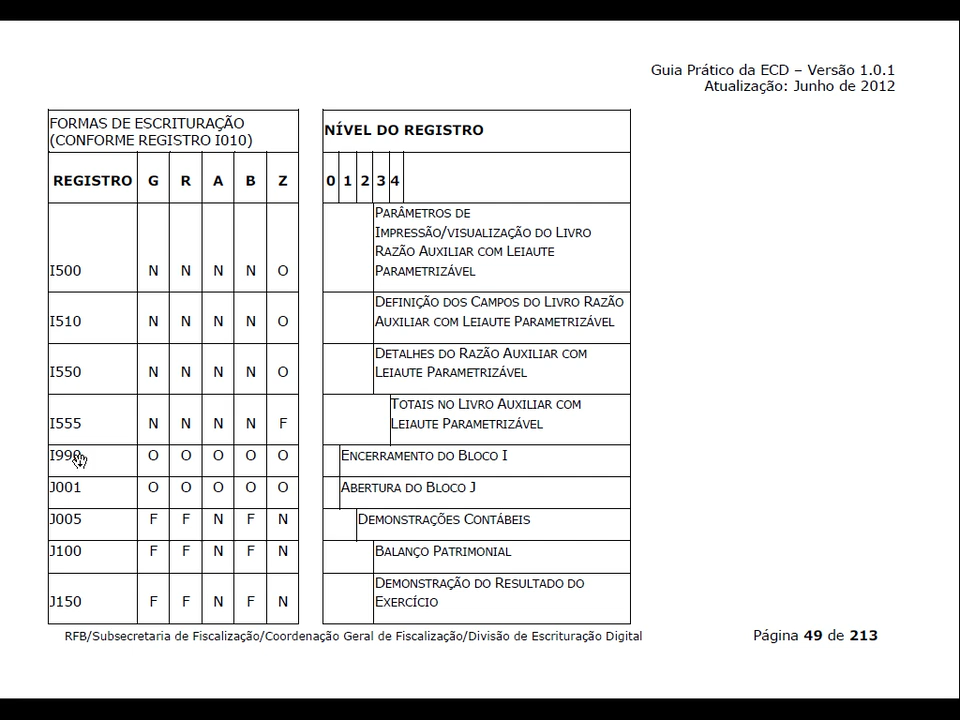 Guia Prático da ECD – Versão 1.0.1
Atualização: Junho de 2012
FORMAS DE ESCRITURAÇÃO
(CONFORME REGISTRO I010)
NÍVEL DO REGISTRO
REGISTRO G R A B Z 0 1 2 3 4
I500 N N N N O
PARÂMETROS DE
IMPRESSÃO/VISUALIZAÇÃO DO LIVRO
RAZÃO AUXILIAR COM LEIAUTE
PARAMETRIZÁVEL
I510 N N N N O
DEFINIÇÃO DOS CAMPOS DO LIVRO RAZÃO
AUXILIAR COM LEIAUTE PARAMETRIZÁVEL
I550 N N N N O
DETALHES DO RAZÃO AUXILIAR COM
LEIAUTE PARAMETRIZÁVEL
I555 N N N N F
TOTAIS NO LIVRO AUXILIAR COM
LEIAUTE PARAMETRIZÁVEL
I990 O O O O O ENCERRAMENTO DO BLOCO I
J001 O O O O O ABERTURA DO BLOCO J
J005 F F N F N DEMONSTRAÇÕES CONTÁBEIS
J100 F F N F N BALANÇO PATRIMONIAL
J150 F F N F N
DEMONSTRAÇÃO DO RESULTADO DO
EXERCÍCIO
RFB/Subsecretaria de Fiscalização/Coordenação Geral de Fiscalização/Divisão de Escrituração Digital
Página 49 de 213